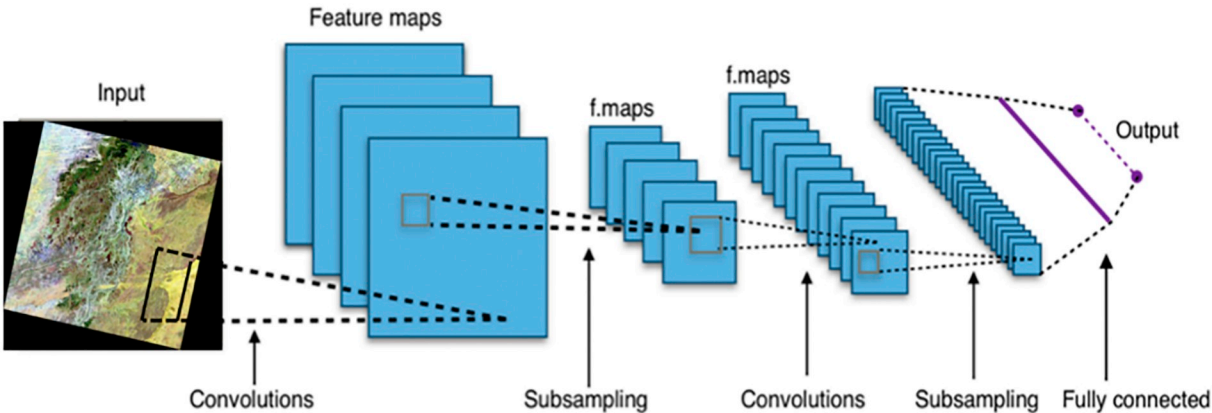 Feature maps
Input
f.maps
f.maps
Output
Convolutions
Subsampling
Convolutions
Subsampling
Fully connected